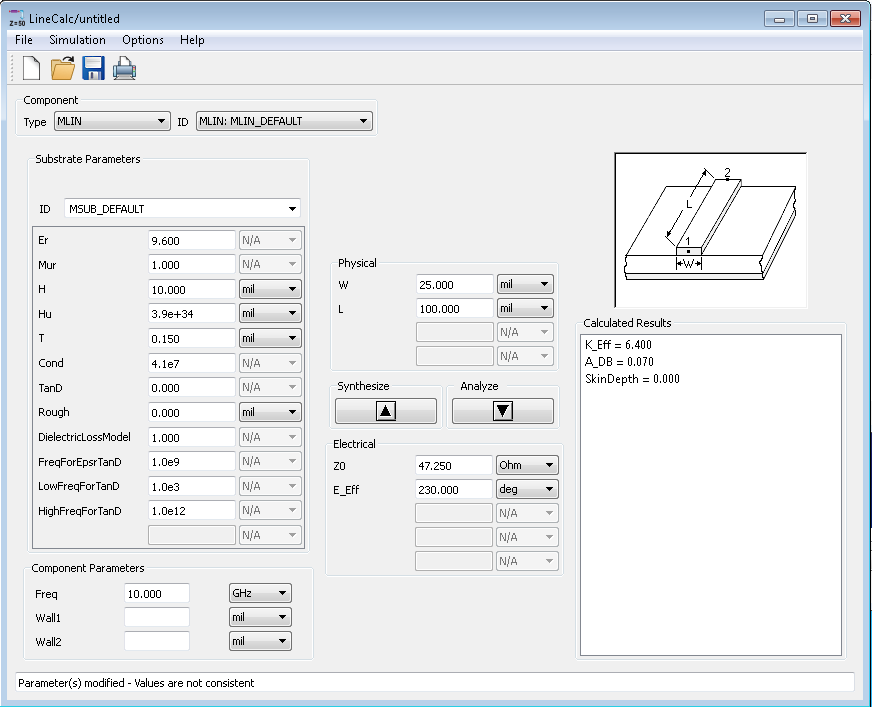 Z=50 LineCalc/untitled
File Simulation Options Help
Component
Type MLIN ID MLIN: MLIN_DEFAULT
Substrate Parameters
ID MSUB_DEFAULT
Er 9.600 N/A
Mur 1.000 N/A
H 10.000 mil
Hu 3.9e+34 mil
T 0.150 mil
Cond 4.1e7 N/A
TanD 0.000 N/A
Rough 0.000 mil
DielectricLossModel 1.000 N/A
FreqForEpsrTanD 1.0e9 N/A
LowFreqForTanD 1.0e3 N/A
HighFreqForTanD 1.0e12 N/A
N/A
Component Parameters
Freq 10.000 GHz
Wall1 mil
Wall2 mil
Physical
W 25.000 mil
L 100.000 mil
N/A
N/A
Synthesize Analyze
Electrical
Z0 47.250 Ohm
E_Eff 230.000 deg
N/A
N/A
N/A
2
L
1
W
Calculated Results
K_Eff = 6.400
A_DB = 0.070
SkinDepth = 0.000
Parameter(s) modified - Values are not consistent